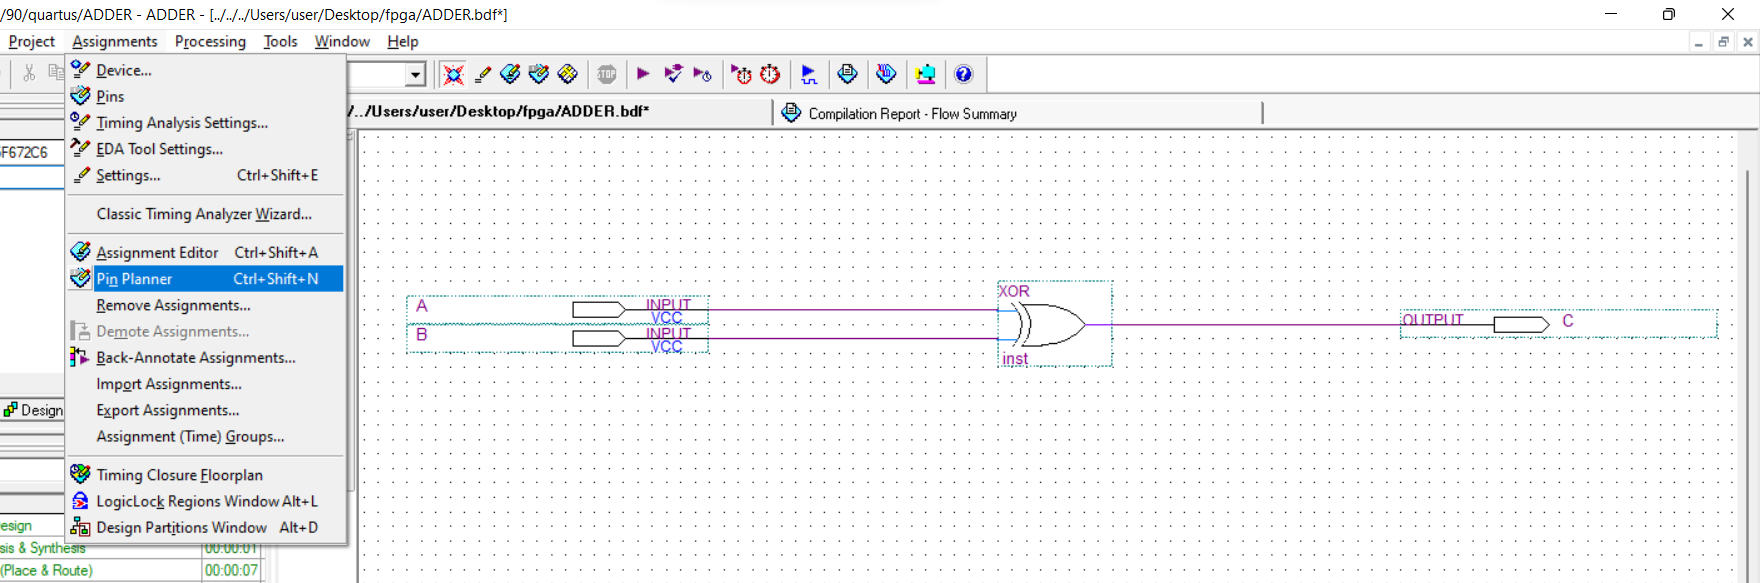 /90/quartus/ADDER - ADDER - [../../../Users/user/Desktop/fpga/ADDER.bdf*]
Project Assignments Processing Tools Window Help
Device...
Pins
Timing Analysis Settings...
EDA Tool Settings...
Settings... Ctrl+Shift+E
Classic Timing Analyzer Wizard...
Assignment Editor Ctrl+Shift+A
Pin Planner Ctrl+Shift+N
Remove Assignments...
Demote Assignments...
Back-Annotate Assignments...
Import Assignments...
Export Assignments...
Assignment (Time) Groups...
Timing Closure Floorplan
LogicLock Regions Window Alt+L
Design Partitions Window Alt+D
F672C6
Design
esign
sis & Synthesis 00:00:01
(Place & Route) 00:00:07
STOP
/../Users/user/Desktop/fpga/ADDER.bdf*
Compilation Report - Flow Summary
A INPUT
VCC
B INPUT
VCC
XOR
inst
OUTPUT C